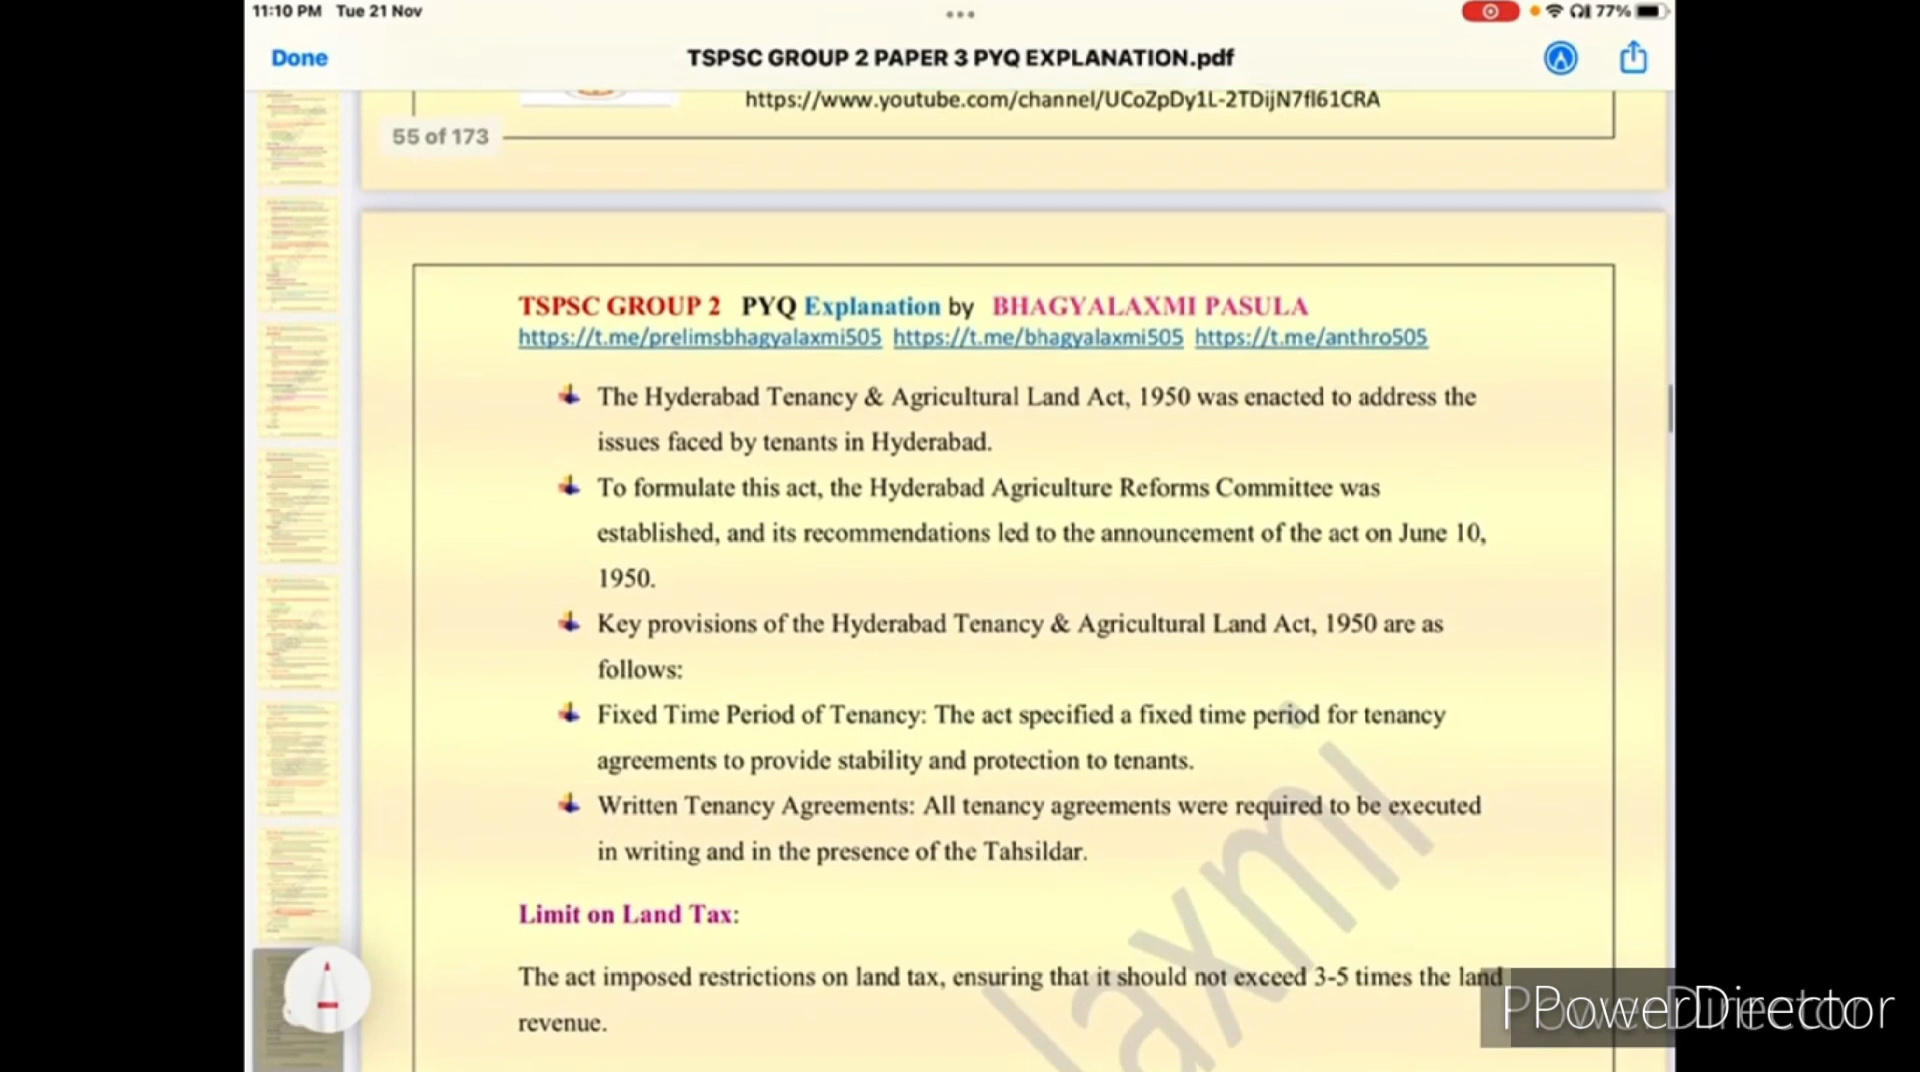 11:10 PM Tue 21 Nov
77%
Done
TSPSC GROUP 2 PAPER 3 PYQ EXPLANATION.pdf
https://www.youtube.com/channel/UCoZpDy1L-2TDijN7fl61CRA
55 of 173
TSPSC GROUP 2 PYQ Explanation by BHAGYALAXMI PASULA
https://t.me/prelimsbhagyalaxmi505 https://t.me/bhagyalaxmi505 https://t.me/anthro505
The Hyderabad Tenancy & Agricultural Land Act, 1950 was enacted to address the
issues faced by tenants in Hyderabad.
To formulate this act, the Hyderabad Agriculture Reforms Committee was
established, and its recommendations led to the announcement of the act on June 10,
1950.
Key provisions of the Hyderabad Tenancy & Agricultural Land Act, 1950 are as
follows:
Fixed Time Period of Tenancy: The act specified a fixed time period for tenancy
agreements to provide stability and protection to tenants.
Written Tenancy Agreements: All tenancy agreements were required to be executed
in writing and in the presence of the Tahsildar.
Limit on Land Tax:
The act imposed restrictions on land tax, ensuring that it should not exceed 3-5 times the land
revenue.
laxmi
PowerDirector